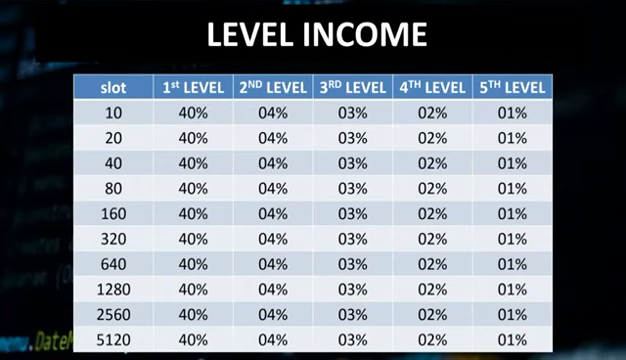 LEVEL INCOME
slot 1st LEVEL 2ND LEVEL 3RD LEVEL 4TH LEVEL 5TH LEVEL
10 40% 04% 03% 02% 01%
20 40% 04% 03% 02% 01%
40 40% 04% 03% 02% 01%
80 40% 04% 03% 02% 01%
160 40% 04% 03% 02% 01%
320 40% 04% 03% 02% 01%
640 40% 04% 03% 02% 01%
1280 40% 04% 03% 02% 01%
2560 40% 04% 03% 02% 01%
5120 40% 04% 03% 02% 01%